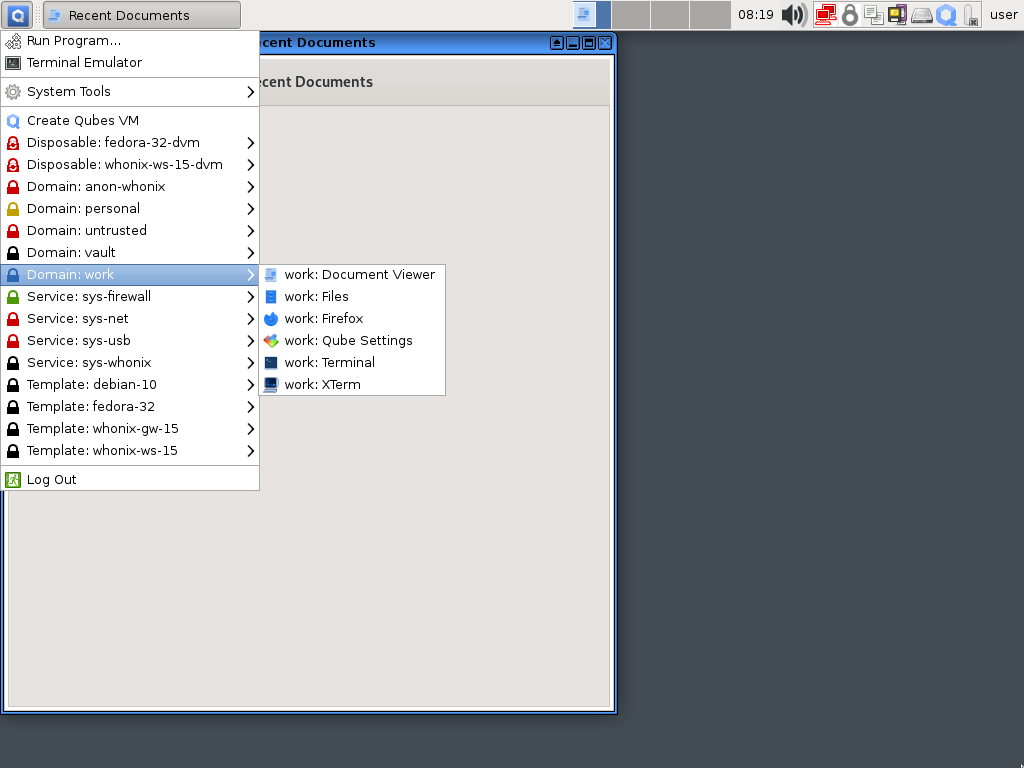 Recent Documents
08:19
user
Run Program...
Terminal Emulator
System Tools
Create Qubes VM
Disposable: fedora-32-dvm
Disposable: whonix-ws-15-dvm
Domain: anon-whonix
Domain: personal
Domain: untrusted
Domain: vault
Domain: work
Service: sys-firewall
Service: sys-net
Service: sys-usb
Service: sys-whonix
Template: debian-10
Template: fedora-32
Template: whonix-gw-15
Template: whonix-ws-15
Log Out
work: Document Viewer
work: Files
work: Firefox
work: Qube Settings
work: Terminal
work: XTerm
ecent Documents
ecent Documents